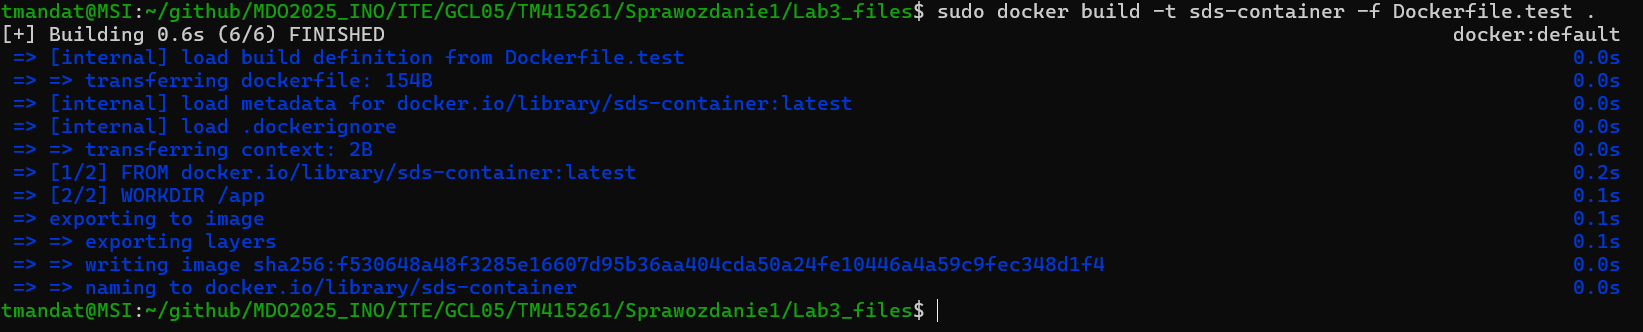 tmandat@MSI:~/github/MDO2025_INO/ITE/GCL05/TM415261/Sprawozdanie1/Lab3_files$ sudo docker build -t sds-container -f Dockerfile.test .
[+] Building 0.6s (6/6) FINISHED docker:default
=> [internal] load build definition from Dockerfile.test 0.0s
=> => transferring dockerfile: 154B 0.0s
=> [internal] load metadata for docker.io/library/sds-container:latest 0.0s
=> [internal] load .dockerignore 0.0s
=> => transferring context: 2B 0.0s
=> [1/2] FROM docker.io/library/sds-container:latest 0.2s
=> [2/2] WORKDIR /app 0.1s
=> exporting to image 0.1s
=> => exporting layers 0.1s
=> => writing image sha256:f530648a48f3285e16607d95b36aa404cda50a24fe10446a4a59c9fec348d1f4 0.0s
=> => naming to docker.io/library/sds-container 0.0s
tmandat@MSI:~/github/MDO2025_INO/ITE/GCL05/TM415261/Sprawozdanie1/Lab3_files$